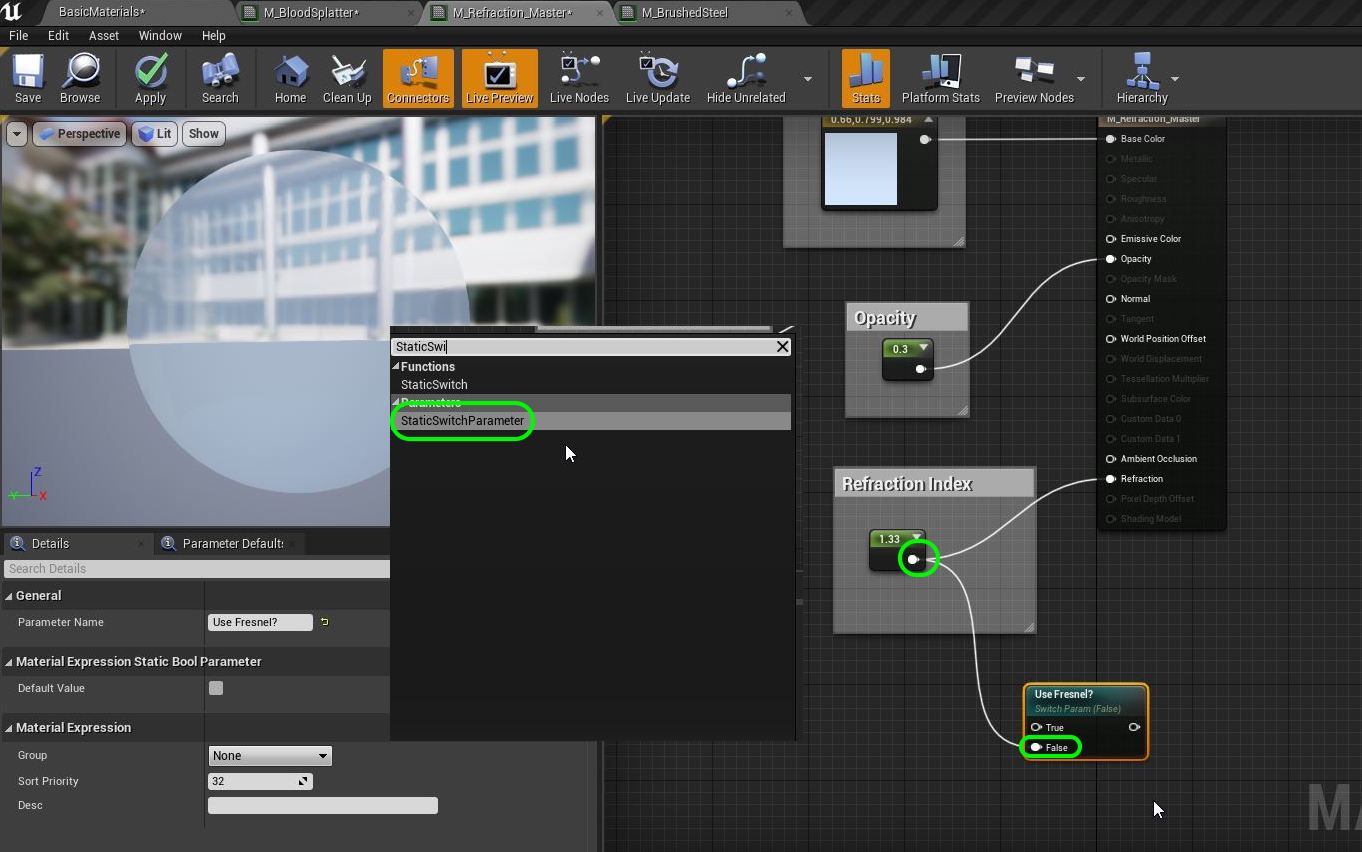 BasicMaterials*
M_BloodSplatter*
M_Refraction_Master*
M_BrushedSteel
File
Edit
Asset
Window
Help
Save
Browse
Apply
Search
Home
Clean Up
Connectors
Live Preview
Live Nodes
Live Update
Hide Unrelated
Stats
Platform Stats
Preview Nodes
Hierarchy
Perspective
Lit
Show
Z
Y
X
StaticSwi
Functions
StaticSwitch
Parameters
StaticSwitchParameter
0.66,0.799,0.984
M_Refraction_Master
Base Color
Metallic
Specular
Roughness
Anisotropy
Emissive Color
Opacity
Opacity Mask
Normal
Tangent
World Position Offset
World Displacement
Tessellation Multiplier
Subsurface Color
Custom Data 0
Custom Data 1
Ambient Occlusion
Refraction
Pixel Depth Offset
Shading Model
Opacity
0.3
Refraction Index
1.33
Use Fresnel?
Switch Param (False)
True
False
Details
Parameter Defaults
Search Details
General
Parameter Name
Use Fresnel?
Material Expression Static Bool Parameter
Default Value
Material Expression
Group
None
Sort Priority
32
Desc